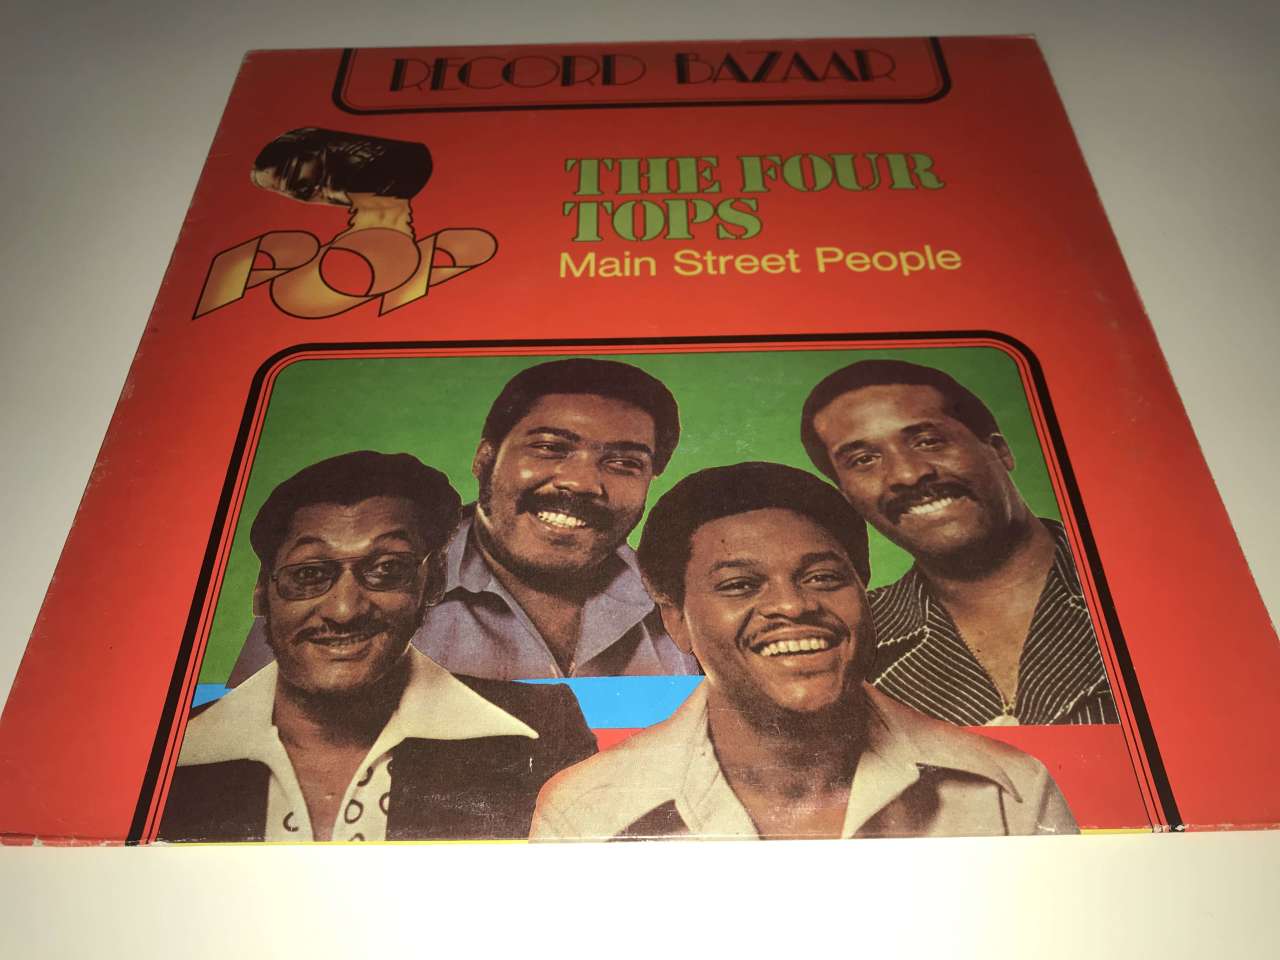 RECORD BAZAAR
POP
THE FOUR
TOPS
Main Street People